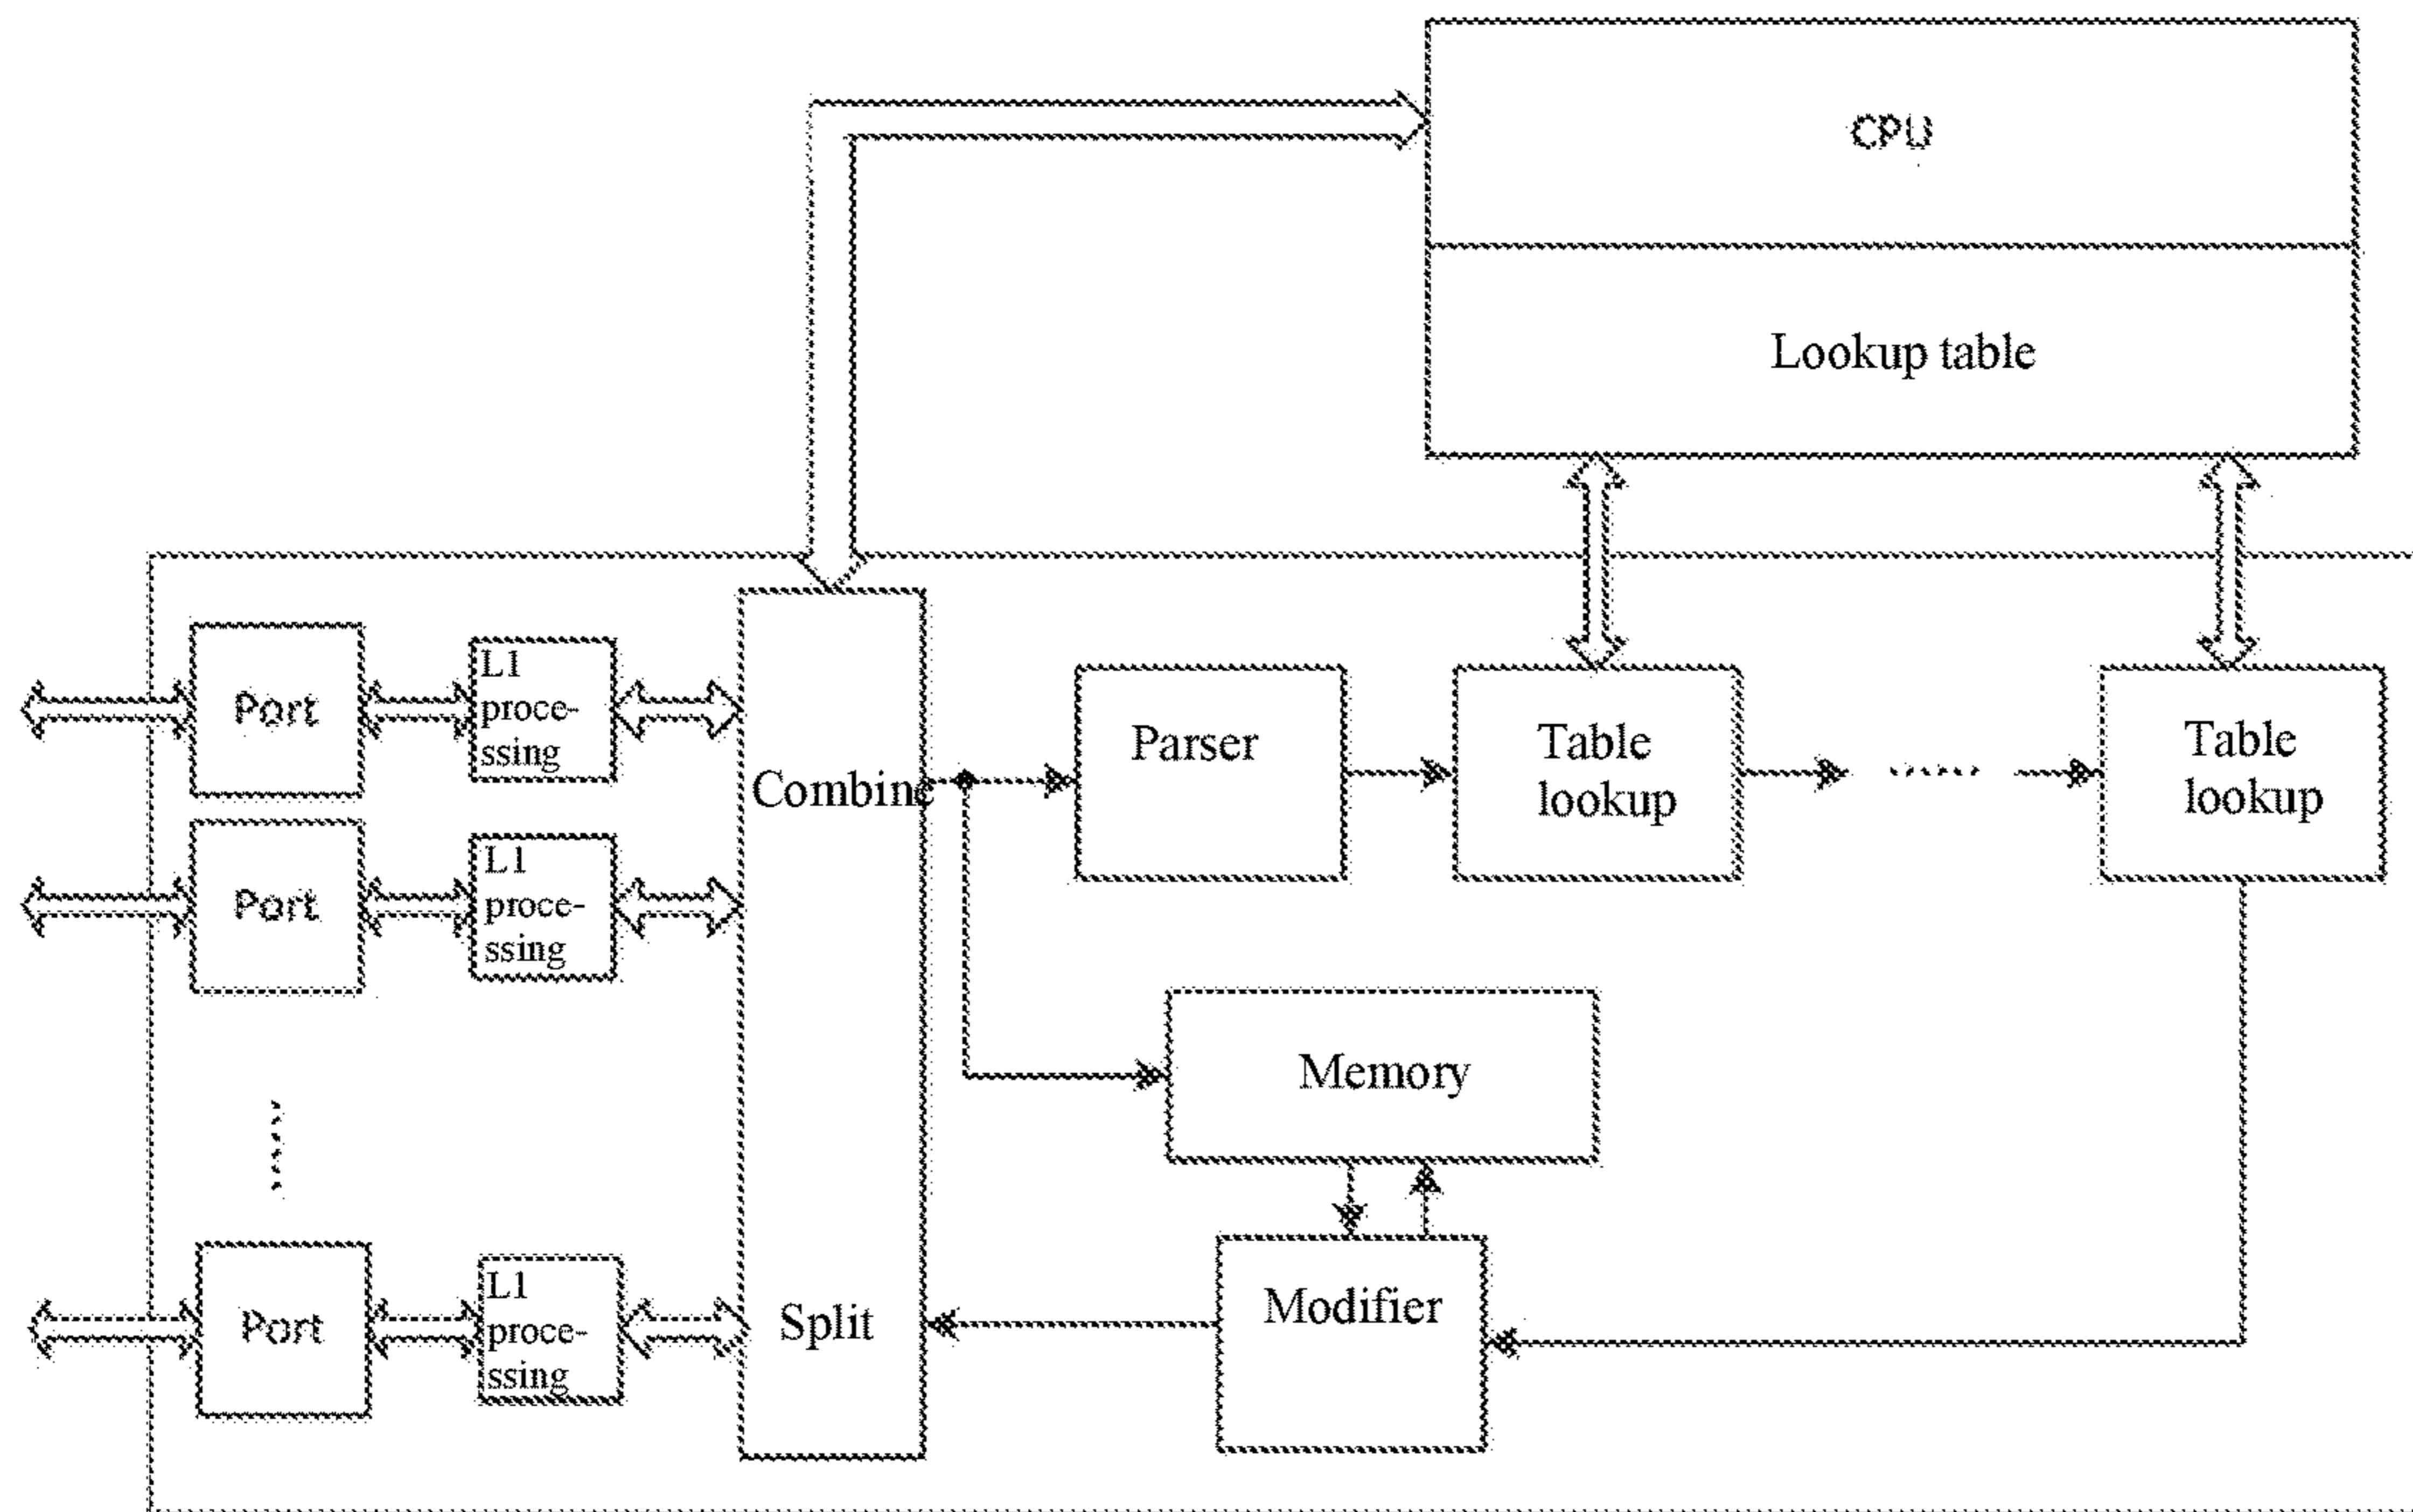 CPU
Lookup table
Port
L1
proce-
ssing
Combine
Parser
Table
lookup
Table
lookup
Port
L1
proce-
ssing
Memory
Port
L1
proce-
ssing
Split
Modifier